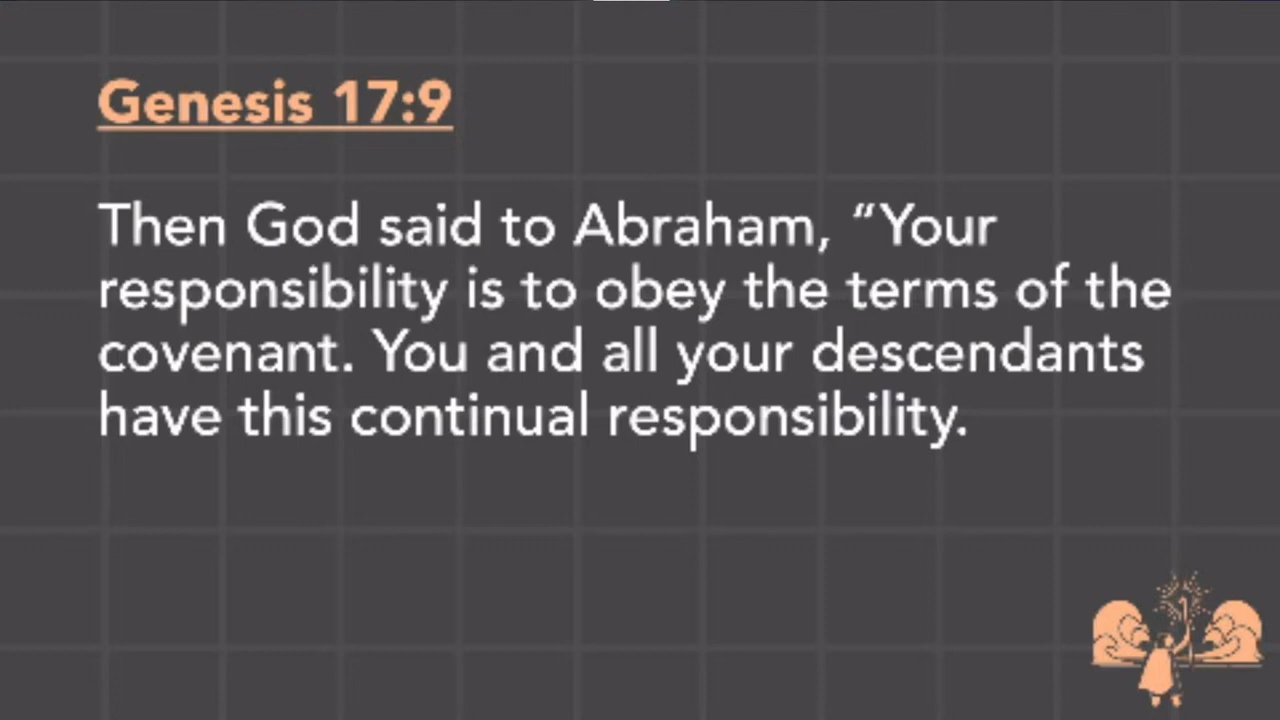 Genesis 17:9
Then God said to Abraham, “Your
responsibility is to obey the terms of the
covenant. You and all your descendants
have this continual responsibility.